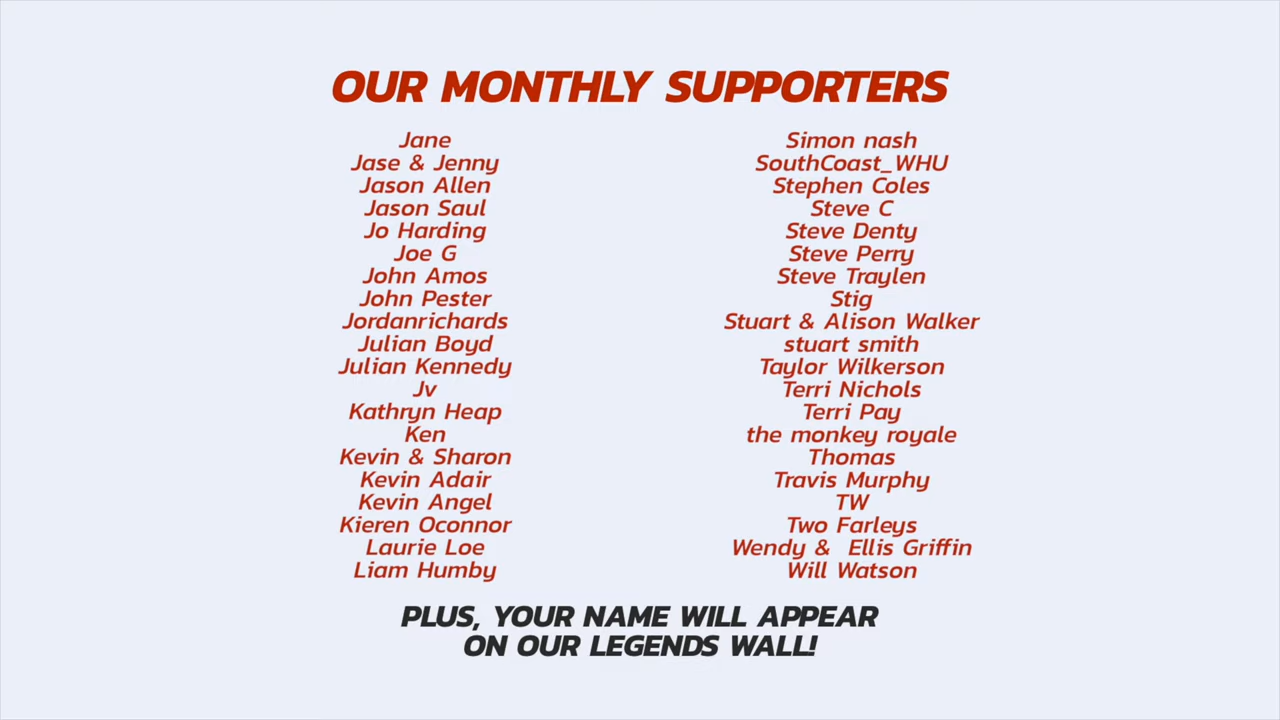 OUR MONTHLY SUPPORTERS
Jane
Jase & Jenny
Jason Allen
Jason Saul
Jo Harding
Joe G
John Amos
John Pester
Jordanrichards
Julian Boyd
Julian Kennedy
Jv
Kathryn Heap
Ken
Kevin & Sharon
Kevin Adair
Kevin Angel
Kieren Oconnor
Laurie Loe
Liam Humby
Simon nash
SouthCoast_WHU
Stephen Coles
Steve C
Steve Denty
Steve Perry
Steve Traylen
Stig
Stuart & Alison Walker
stuart smith
Taylor Wilkerson
Terri Nichols
Terri Pay
the monkey royale
Thomas
Travis Murphy
TW
Two Farleys
Wendy &  Ellis Griffin
Will Watson
PLUS, YOUR NAME WILL APPEAR
ON OUR LEGENDS WALL!